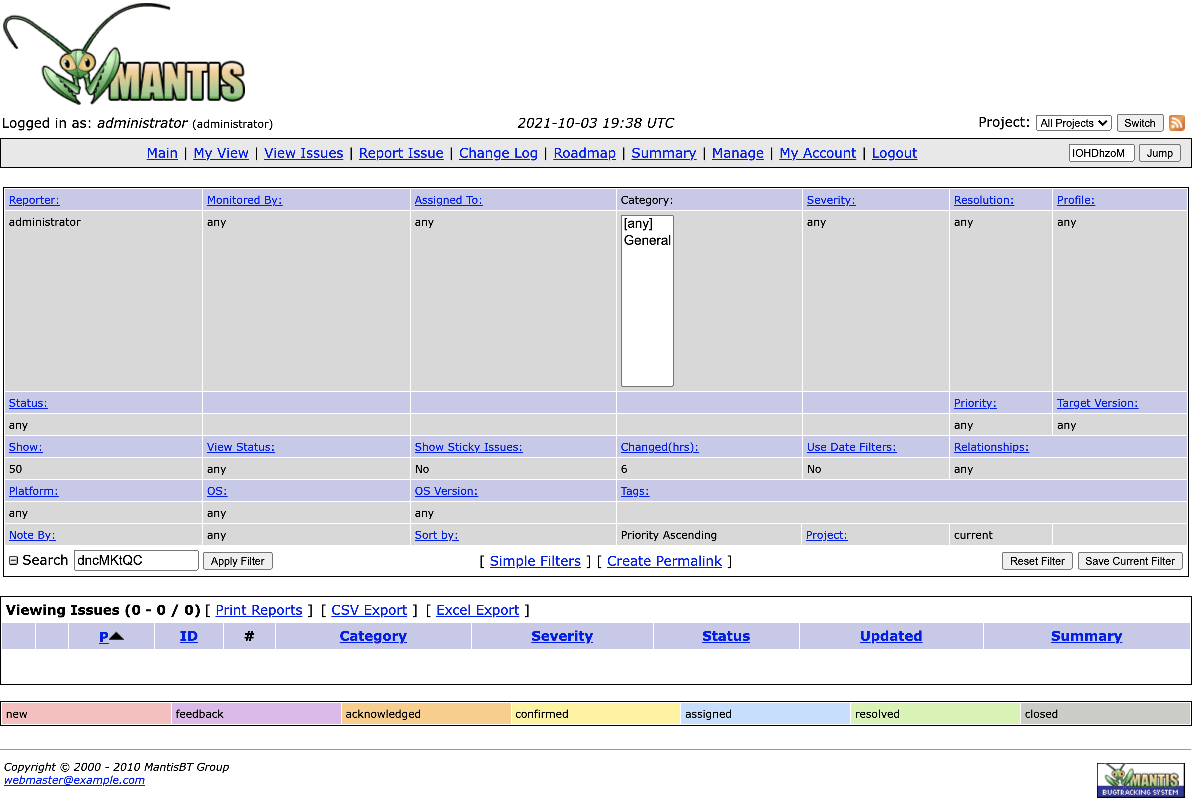 MANTIS
Logged in as: administrator (administrator) 2021-10-03 19:38 UTC Project: All Projects Switch
Main | My View | View Issues | Report Issue | Change Log | Roadmap | Summary | Manage | My Account | Logout IOHDhzoM Jump
Reporter: Monitored By: Assigned To: Category: Severity: Resolution: Profile:
administrator any any [any] any any any
General
Status: Priority: Target Version:
any any any
Show: View Status: Show Sticky Issues: Changed(hrs): Use Date Filters: Relationships:
50 any No 6 No any
Platform: OS: OS Version: Tags:
any any any
Note By: any Sort by: Priority Ascending Project: current
Search dncMKtQC Apply Filter [ Simple Filters ] [ Create Permalink ] Reset Filter Save Current Filter
Viewing Issues (0 - 0 / 0) [ Print Reports ] [ CSV Export ] [ Excel Export ]
P ID # Category Severity Status Updated Summary
new feedback acknowledged confirmed assigned resolved closed
Copyright © 2000 - 2010 MantisBT Group
webmaster@example.com
MANTIS
BUGTRACKING SYSTEM